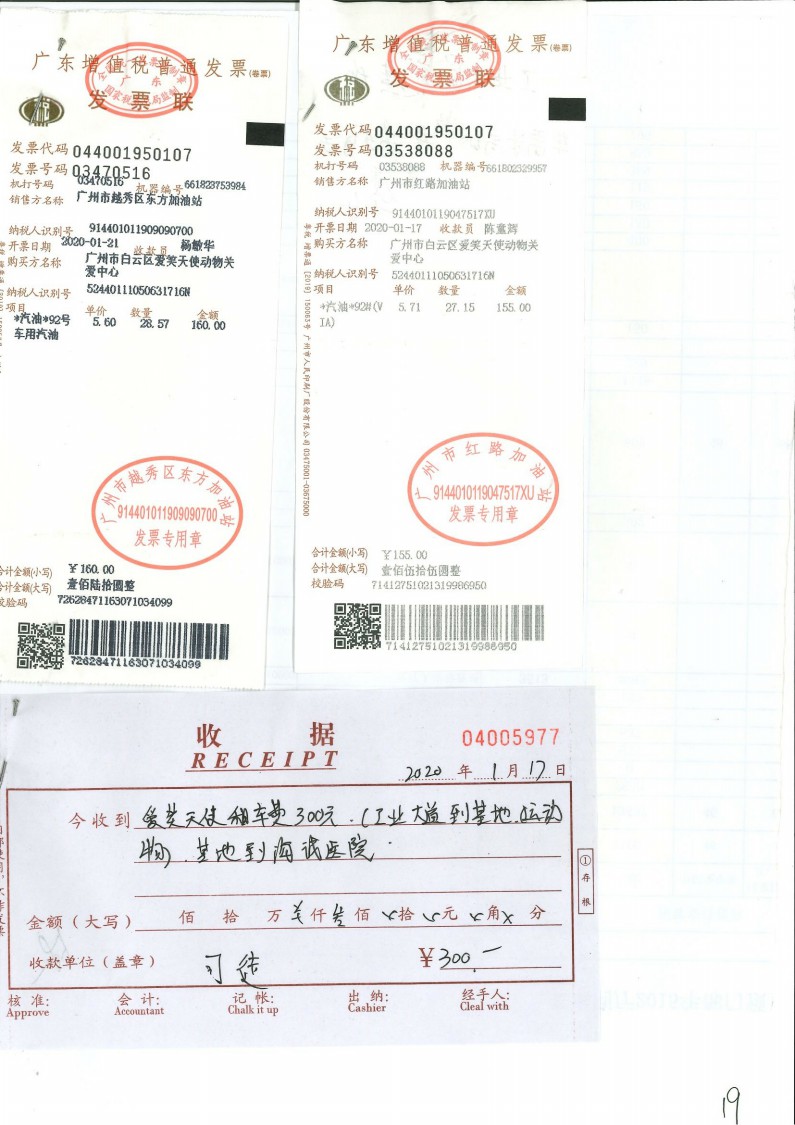 广东增值税普通发票(卷票)
发票联
发票代码 044001950107
发票号码 03470516
机打号码 03470516 机器编号 661823753984
销售方名称 广州市越秀区东方加油站
纳税人识别号 914401011909090700
开票日期 2020-01-21 收款员 杨敏华
购买方名称 广州市白云区爱笑天使动物关
爱中心
纳税人识别号 52440111050631716N
项目 单价 数量 金额
*汽油*92号 5.60 28.57 160.00
车用汽油
广州市越秀区东方加油站
914401011909090700
发票专用章
合计金额(小写) ¥160.00
合计金额(大写) 壹佰陆拾圆整
校验码 72628471163071034099
72628471163071034099
广东增值税普通发票(卷票)
发票联
发票代码 044001950107
发票号码 03538088
机打号码 03538088 机器编号 661802329957
销售方名称 广州市红路加油站
纳税人识别号 9144010119047517XU
开票日期 2020-01-17 收款员 陈童辉
购买方名称 广州市白云区爱笑天使动物关
爱中心
纳税人识别号 52440111050631716N
项目 单价 数量 金额
*汽油*92#(V 5.71 27.15 155.00
IA)
广州市红路加油站
9144010119047517XU
发票专用章
合计金额(小写) ¥155.00
合计金额(大写) 壹佰伍拾伍圆整
校验码 71412751021319986950
71412751021319986950
收据
RECEIPT
04005977
2020 年 1 月 17 日
今收到 爱笑天使租车费300元.(工业大道到基地.运动
物).基地到海诚医院
①存根
金额(大写) 佰 拾 万 仟 叁 佰 拾 元 角 分
收款单位(盖章) ¥300.—
核准: 会计: 记帐: 出纳: 经手人:
Approve Accountant Chalk it up Cashier Cleal with
19